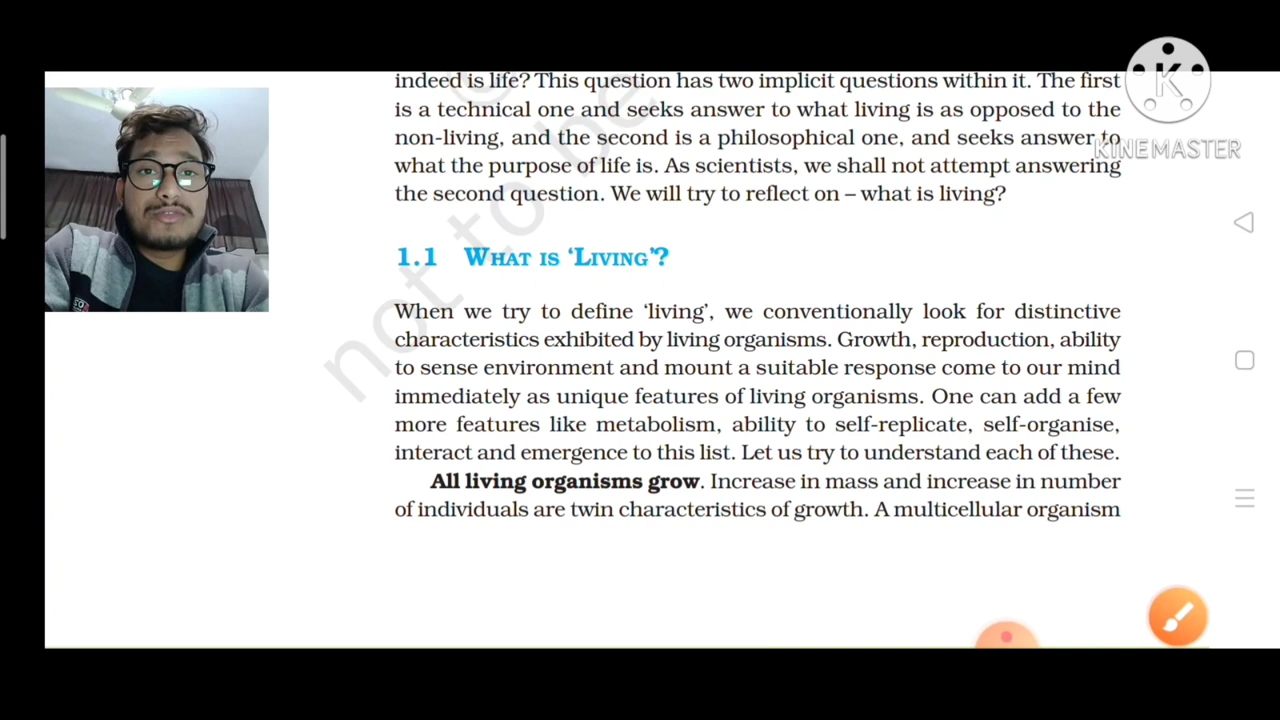 indeed is life? This question has two implicit questions within it. The first
is a technical one and seeks answer to what living is as opposed to the
non-living, and the second is a philosophical one, and seeks answer to
what the purpose of life is. As scientists, we shall not attempt answering
the second question. We will try to reflect on – what is living?
K
KINEMASTER
1.1 WHAT IS ‘LIVING’?
When we try to define ‘living’, we conventionally look for distinctive
characteristics exhibited by living organisms. Growth, reproduction, ability
to sense environment and mount a suitable response come to our mind
immediately as unique features of living organisms. One can add a few
more features like metabolism, ability to self-replicate, self-organise,
interact and emergence to this list. Let us try to understand each of these.
All living organisms grow. Increase in mass and increase in number
of individuals are twin characteristics of growth. A multicellular organism
not to be